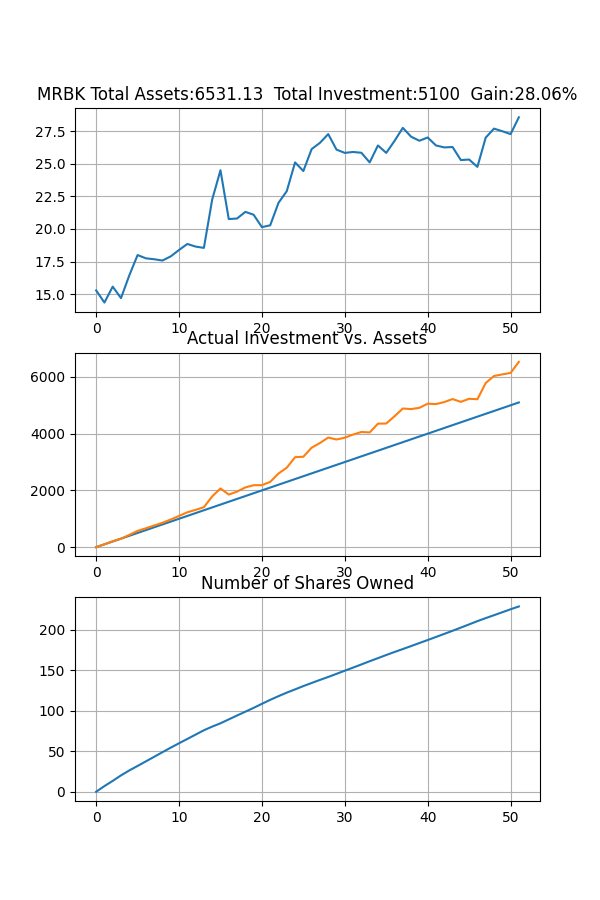 MRBK Total Assets:6531.13  Total Investment:5100  Gain:28.06%
27.5
25.0
22.5
20.0
17.5
15.0
0 10 20 30 40 50
Actual Investment vs. Assets
6000
4000
2000
0
0 10 20 30 40 50
Number of Shares Owned
200
150
100
50
0
0 10 20 30 40 50